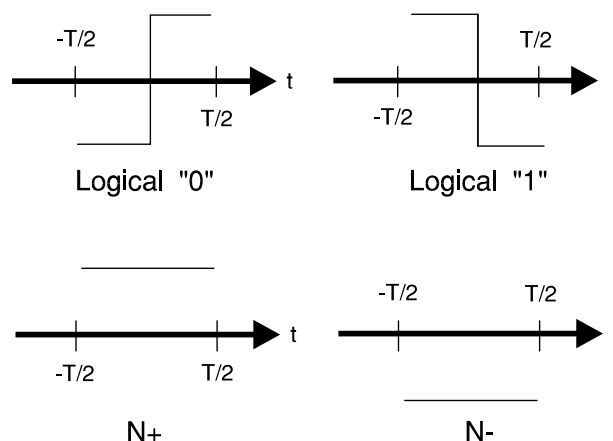 -T/2
T/2
t
Logical "0"
T/2
-T/2
Logical "1"
-T/2
T/2
t
N+
-T/2
T/2
N-